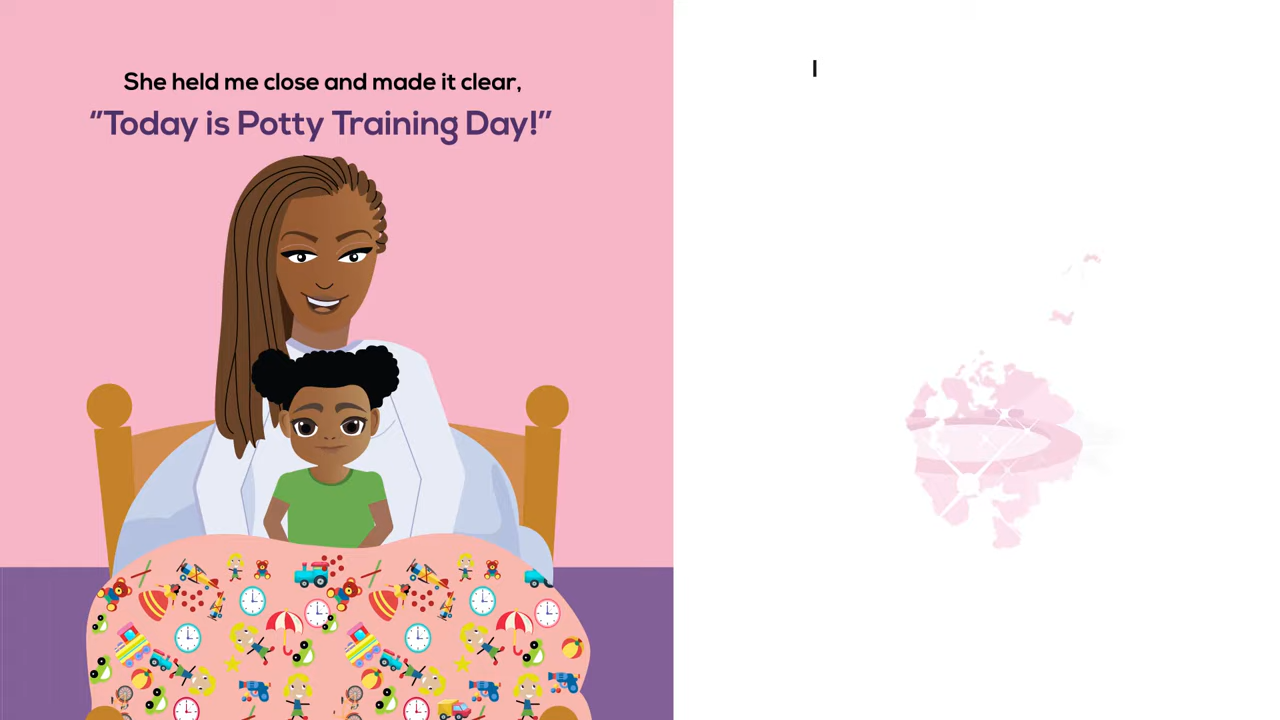 She held me close and made it clear,
“Today is Potty Training Day!”
I